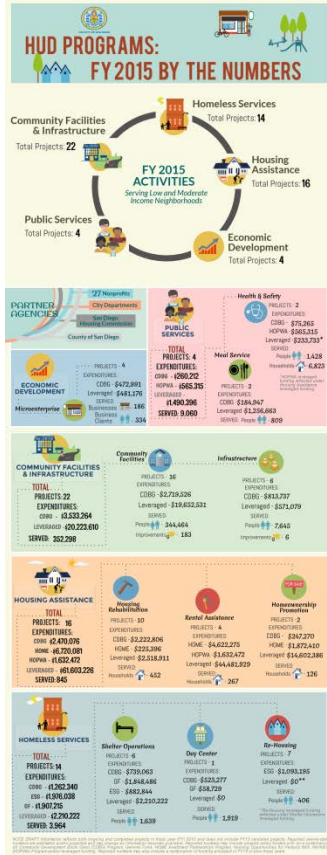 HUD PROGRAMS:
FY 2015 BY THE NUMBERS
Homeless Services
Total Projects: 14
Community Facilities
& Infrastructure
Total Projects: 22
Housing
Assistance
Total Projects: 16
FY 2015
ACTIVITIES
Serving Low and Moderate
Income Neighborhoods
Public Services
Total Projects: 4
Economic
Development
Total Projects: 4
PARTNER
AGENCIES
27 Nonprofits
City Departments
San Diego
Housing Commission
County of San Diego
ECONOMIC
DEVELOPMENT
Microenterprise
PROJECTS - 4
EXPENDITURES
CDBG - $472,891
Leveraged - $481,176
SERVED
Businesses 186
Business
Clients 334
PUBLIC
SERVICES
TOTAL
PROJECTS: 4
EXPENDITURES:
CDBG - $260,212
HOPWA - $565,315
Leveraged -
$1,490,396
SERVED: 9,060
Health & Safety
PROJECTS - 2
EXPENDITURES
CDBG - $75,265
HOPWA - $565,315
Leveraged - $233,733*
SERVED
People 1,428
Households 6,823
Meal Service
PROJECTS - 2
EXPENDITURES
CDBG - $184,947
Leveraged - $1,256,663
SERVED People - 809
COMMUNITY FACILITIES
& INFRASTRUCTURE
TOTAL
PROJECTS: 22
EXPENDITURES:
CDBG - $3,533,264
LEVERAGED - $20,223,610
SERVED: 352,298
Community
Facilities
PROJECTS - 16
EXPENDITURES
CDBG - $2,719,526
Leveraged - $19,652,531
SERVED
People 344,464
Improvements - 183
Infrastructure
PROJECTS - 6
EXPENDITURES
CDBG - $813,737
Leveraged - $571,079
SERVED
People 7,645
Improvements - 6
HOUSING ASSISTANCE
TOTAL
PROJECTS: 16
EXPENDITURES:
CDBG - $2,470,076
HOME - $6,720,081
HOPWA - $1,632,472
LEVERAGED - $61,603,226
SERVED: 845
Housing
Rehabilitation
PROJECTS - 10
EXPENDITURES
CDBG - $2,222,806
HOME - $225,396
Leveraged - $2,518,911
SERVED
Households - 452
Rental Assistance
PROJECTS - 4
EXPENDITURES
HOME - $4,622,275
HOPWA - $1,632,472
Leveraged - $44,481,929
SERVED
Households - 267
FOR SALE
Homeownership
Promotion
PROJECTS - 2
EXPENDITURES
CDBG - $247,270
HOME - $1,872,410
Leveraged - $14,602,386
SERVED
Households - 126
HOMELESS SERVICES
TOTAL
PROJECTS: 14
EXPENDITURES:
CDBG - $1,262,340
ESG - $1,976,038
GF - $1,907,215
LEVERAGED -
$2,210,222
SERVED: 3,964
Shelter Operations
PROJECTS - 6
EXPENDITURES
CDBG - $739,063
GF - $1,848,486
ESG - $882,844
Leveraged - $2,210,222
SERVED
People 1,639
Day Center
PROJECTS - 1
EXPENDITURES
CDBG - $523,277
GF - $58,729
Leveraged $0
SERVED
People 1,919
Re-Housing
PROJECTS - 7
EXPENDITURES
ESG - $1,093,195
Leveraged $0**
SERVED
People 406